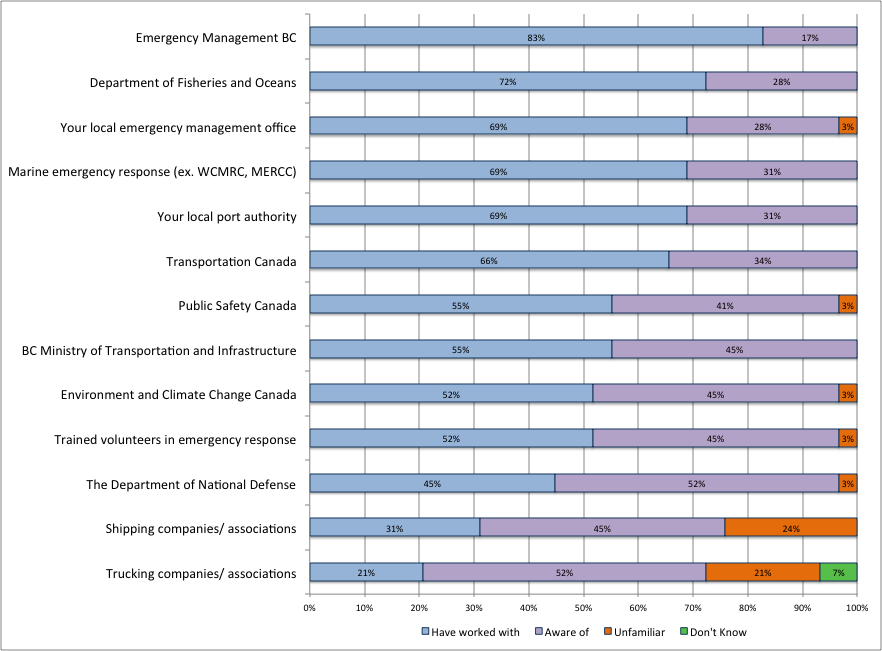 Emergency Management BC 83% 17%
Department of Fisheries and Oceans 72% 28%
Your local emergency management office 69% 28% 3%
Marine emergency response (ex. WCMRC, MERCC) 69% 31%
Your local port authority 69% 31%
Transportation Canada 66% 34%
Public Safety Canada 55% 41% 3%
BC Ministry of Transportation and Infrastructure 55% 45%
Environment and Climate Change Canada 52% 45% 3%
Trained volunteers in emergency response 52% 45% 3%
The Department of National Defense 45% 52% 3%
Shipping companies/ associations 31% 45% 24%
Trucking companies/ associations 21% 52% 21% 7%
0% 10% 20% 30% 40% 50% 60% 70% 80% 90% 100%
Have worked with Aware of Unfamiliar Don't Know